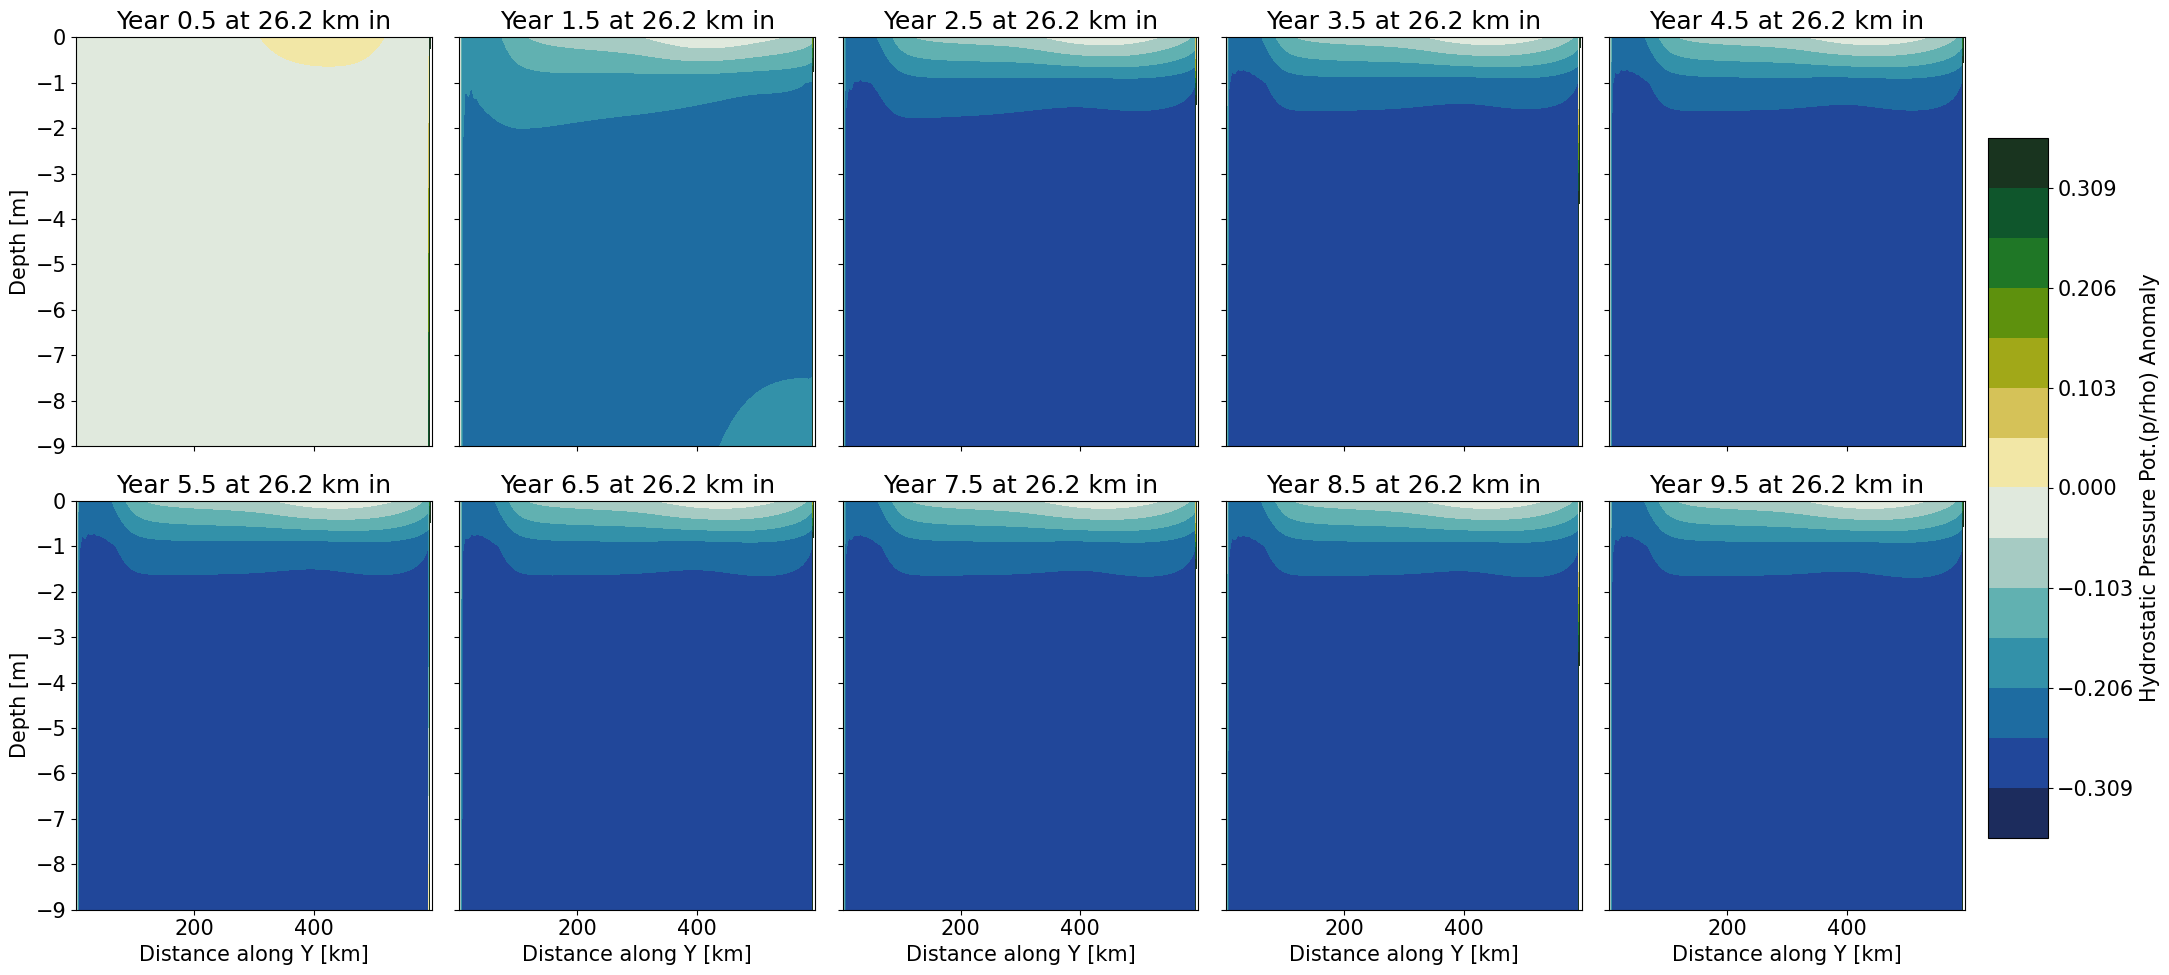 Year 0.5 at 26.2 km in
Year 1.5 at 26.2 km in
Year 2.5 at 26.2 km in
Year 3.5 at 26.2 km in
Year 4.5 at 26.2 km in
0
−1
−2
−3
−4
−5
−6
−7
−8
−9
Depth [m]
Year 5.5 at 26.2 km in
Year 6.5 at 26.2 km in
Year 7.5 at 26.2 km in
Year 8.5 at 26.2 km in
Year 9.5 at 26.2 km in
0
−1
−2
−3
−4
−5
−6
−7
−8
−9
Depth [m]
200 400
Distance along Y [km]
200 400
Distance along Y [km]
200 400
Distance along Y [km]
200 400
Distance along Y [km]
200 400
Distance along Y [km]
0.309
0.206
0.103
0.000
−0.103
−0.206
−0.309
Hydrostatic Pressure Pot.(p/rho) Anomaly